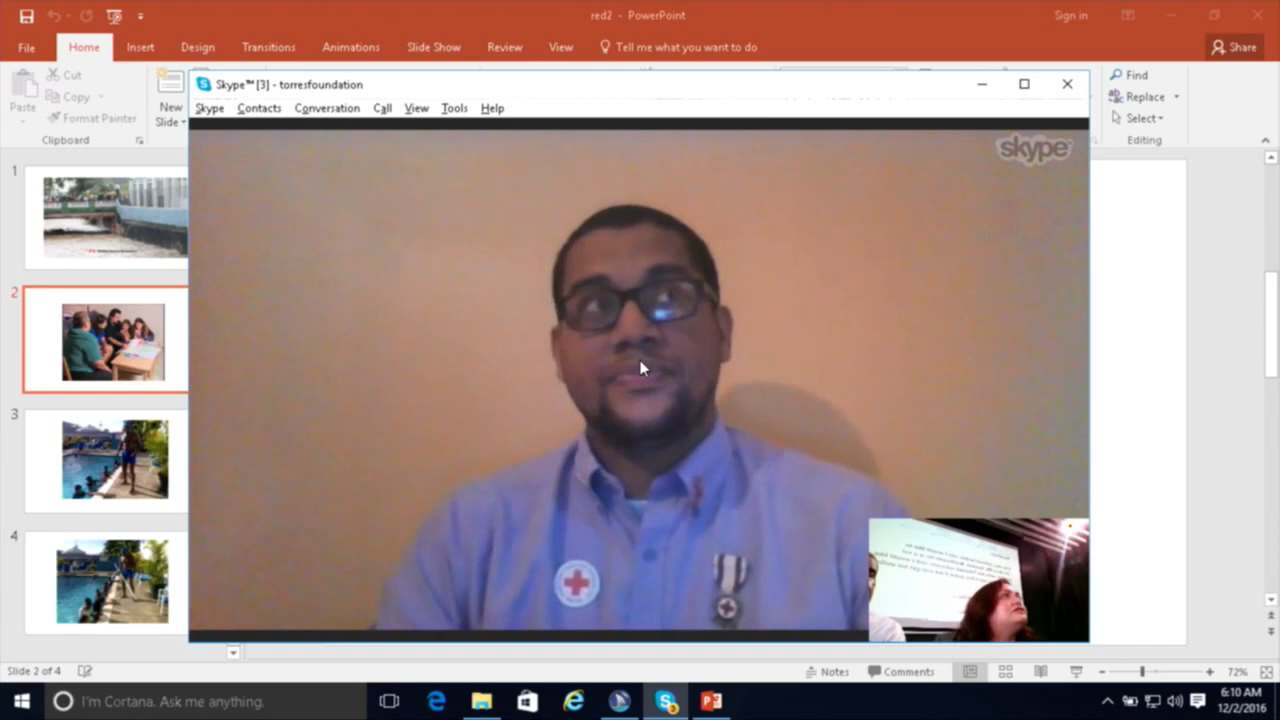 red2 - PowerPoint
Sign in
File
Home
Insert
Design
Transitions
Animations
Slide Show
Review
View
Tell me what you want to do
Share
Paste
Cut
Copy
Format Painter
Clipboard
New
Slide
Find
Replace
Select
Editing
Skype™ [3] - torresfoundation
Skype
Contacts
Conversation
Call
View
Tools
Help
skype
1
2
3
4
Slide 2 of 4
Notes
Comments
72%
I'm Cortana. Ask me anything.
6:10 AM
12/2/2016